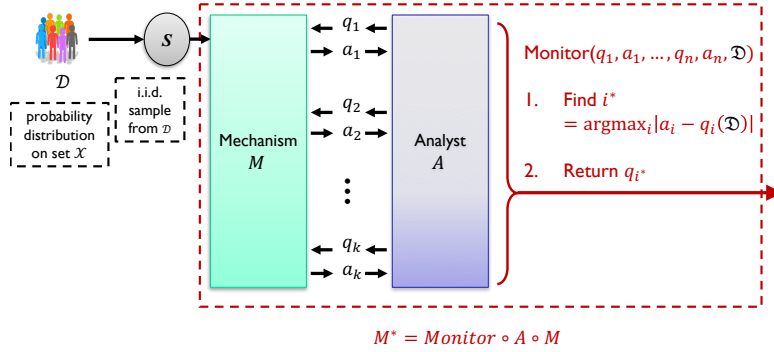 𝒟
probability
distribution
on set 𝒳
S
i.i.d.
sample
from 𝒟
Mechanism
M
q₁
a₁
q₂
a₂
⋮
qₖ
aₖ
Analyst
A
Monitor(q₁, a₁, …, qₙ, aₙ, 𝔇)
1. Find i*
= argmaxᵢ|aᵢ − qᵢ(𝔇)|
2. Return qᵢ*
M* = Monitor ∘ A ∘ M